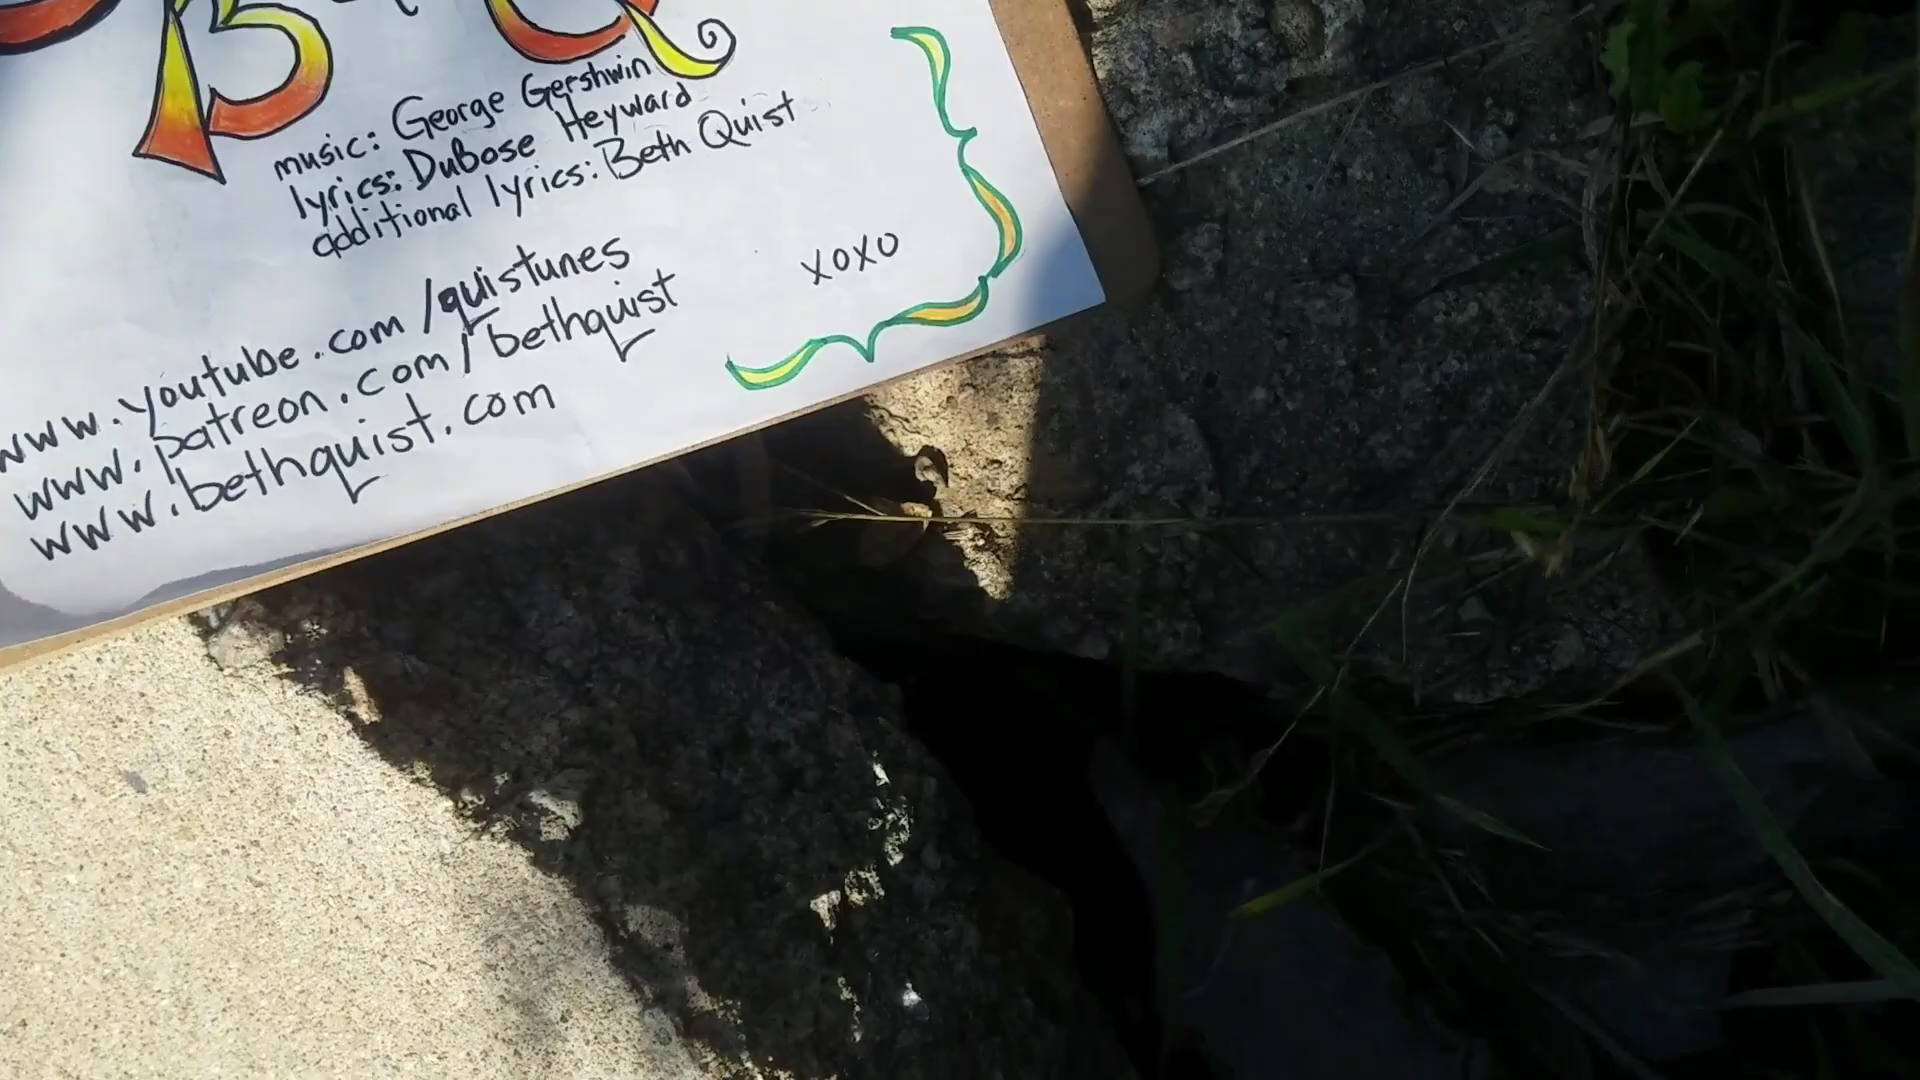 music: George Gershwin
lyrics: DuBose Heyward
additional lyrics: Beth Quist
www.youtube.com/quistunes
www.patreon.com/bethquist
www.bethquist.com
xoxo